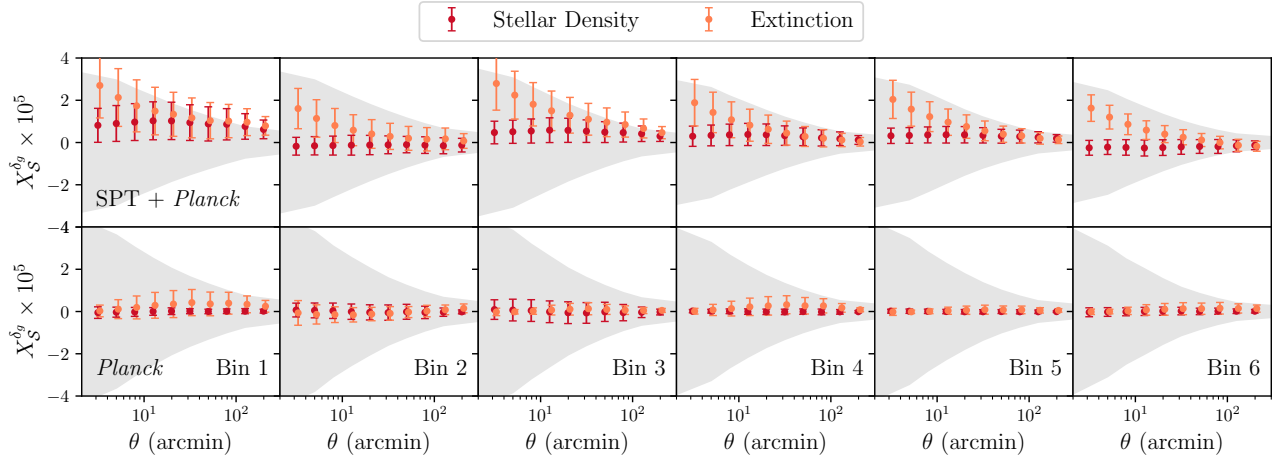 Stellar Density Extinction
4
2
0
−2
−4
X_S^{δ_g} × 10^5
SPT + Planck
4
2
0
−2
−4
X_S^{δ_g} × 10^5
Planck Bin 1 Bin 2 Bin 3 Bin 4 Bin 5 Bin 6
10^1 10^2 10^1 10^2 10^1 10^2 10^1 10^2 10^1 10^2 10^1 10^2
θ (arcmin) θ (arcmin) θ (arcmin) θ (arcmin) θ (arcmin) θ (arcmin)